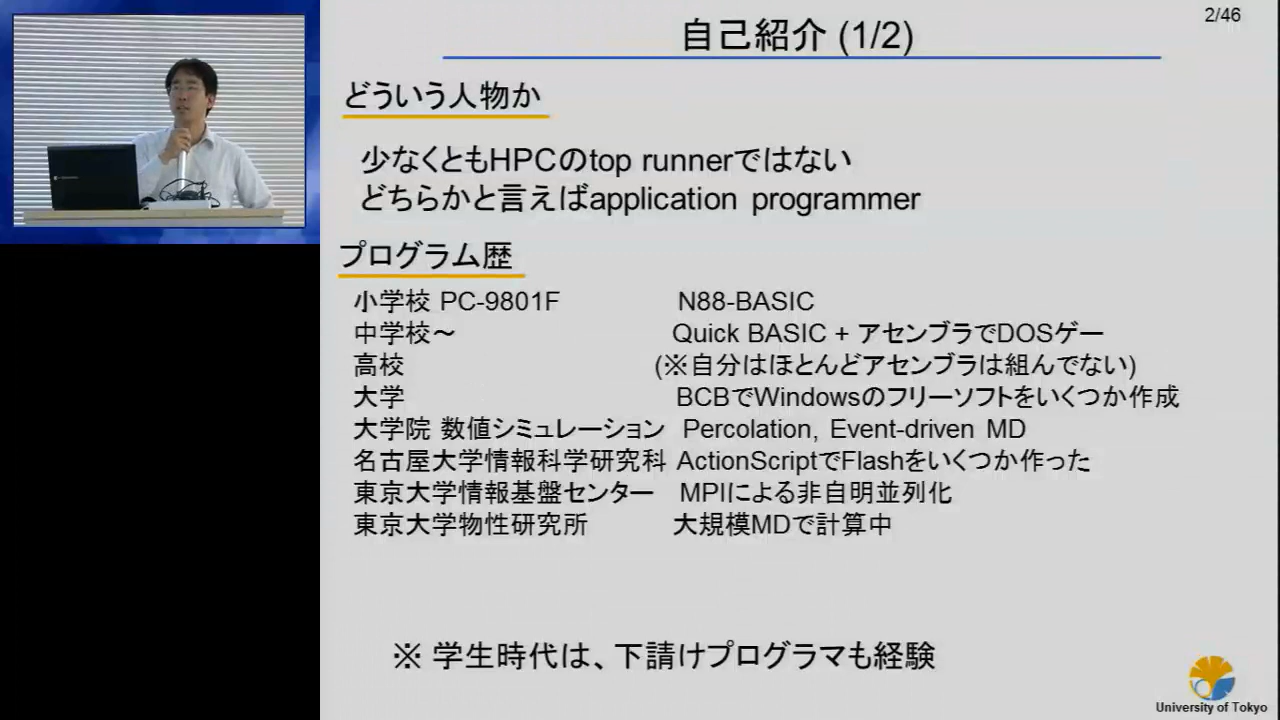 2/46
自己紹介 (1/2)
どういう人物か
少なくともHPCのtop runnerではない
どちらかと言えばapplication programmer
プログラム歴
小学校 PC-9801F N88-BASIC
中学校～ Quick BASIC + アセンブラでDOSゲー
高校 (※自分はほとんどアセンブラは組んでない)
大学 BCBでWindowsのフリーソフトをいくつか作成
大学院 数値シミュレーション Percolation, Event-driven MD
名古屋大学情報科学研究科 ActionScriptでFlashをいくつか作った
東京大学情報基盤センター MPIによる非自明並列化
東京大学物性研究所 大規模MDで計算中
※ 学生時代は、下請けプログラマも経験
University of Tokyo